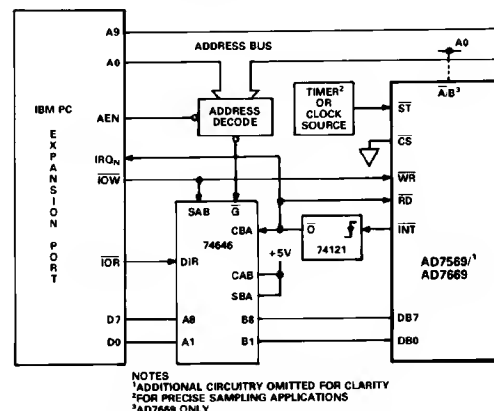 A9
A0
ADDRESS BUS
A0
A/B³
IBM PC
EXPANSION PORT
ADDRESS
DECODE
TIMER²
OR
CLOCK
SOURCE
ST
CS
AEN
IRQN
IOW
WR
RD
SAB
G
CBA
O
INT
74121
74646
+5V
AD7569/¹
AD7669
IOR
DIR
CAB
SBA
D7
A8
B8
DB7
D0
A1
B1
DB0
NOTES
¹ADDITIONAL CIRCUITRY OMITTED FOR CLARITY
²FOR PRECISE SAMPLING APPLICATIONS
³AD7669 ONLY